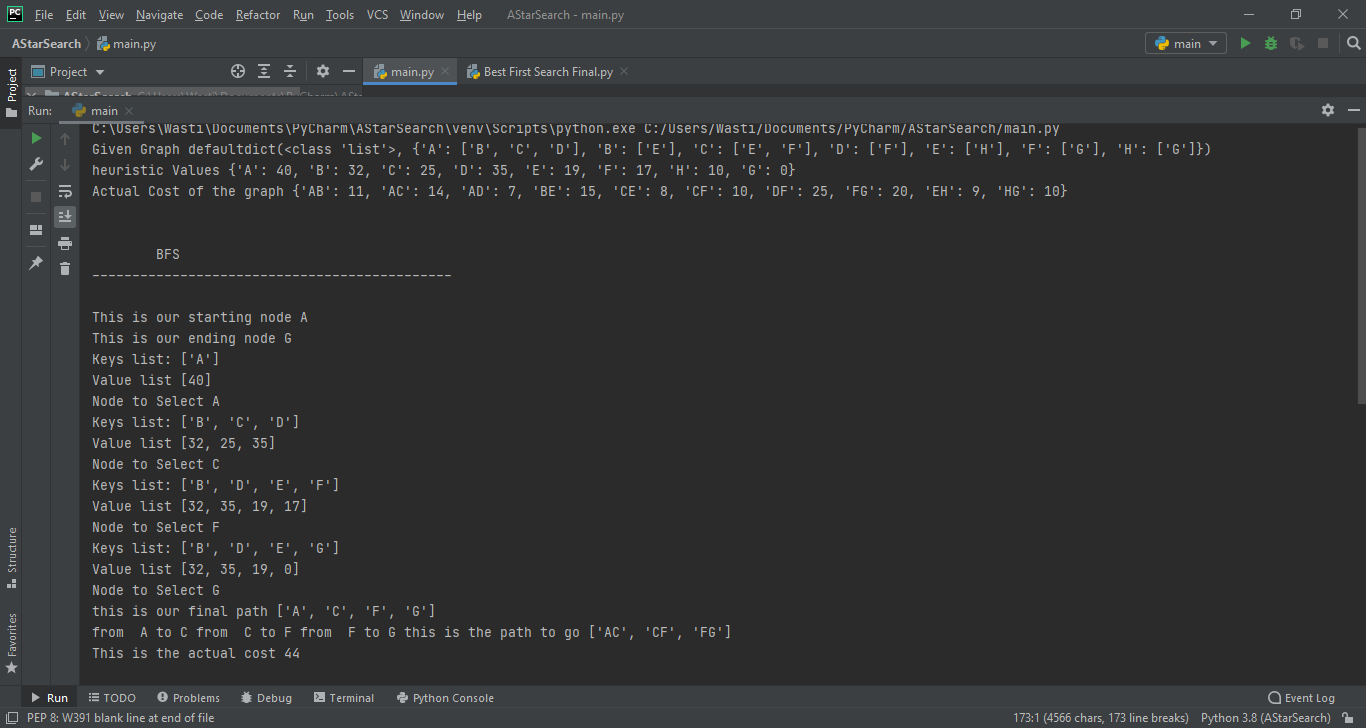 PC File Edit View Navigate Code Refactor Run Tools VCS Window Help AStarSearch - main.py
AStarSearch main.py
main
Project
Project
main.py Best First Search Final.py
Run: main
C:\Users\Wasti\Documents\PyCharm\AStarSearch\venv\Scripts\python.exe C:/Users/Wasti/Documents/PyCharm/AStarSearch/main.py
Given Graph defaultdict(<class 'list'>, {'A': ['B', 'C', 'D'], 'B': ['E'], 'C': ['E', 'F'], 'D': ['F'], 'E': ['H'], 'F': ['G'], 'H': ['G']})
heuristic Values {'A': 40, 'B': 32, 'C': 25, 'D': 35, 'E': 19, 'F': 17, 'H': 10, 'G': 0}
Actual Cost of the graph {'AB': 11, 'AC': 14, 'AD': 7, 'BE': 15, 'CE': 8, 'CF': 10, 'DF': 25, 'FG': 20, 'EH': 9, 'HG': 10}
BFS
---------------------------------------------
This is our starting node A
This is our ending node G
Keys list: ['A']
Value list [40]
Node to Select A
Keys list: ['B', 'C', 'D']
Value list [32, 25, 35]
Node to Select C
Keys list: ['B', 'D', 'E', 'F']
Value list [32, 35, 19, 17]
Node to Select F
Keys list: ['B', 'D', 'E', 'G']
Value list [32, 35, 19, 0]
Node to Select G
this is our final path ['A', 'C', 'F', 'G']
from  A to C from  C to F from  F to G this is the path to go ['AC', 'CF', 'FG']
This is the actual cost 44
Structure
Favorites
Run TODO Problems Debug Terminal Python Console Event Log
PEP 8: W391 blank line at end of file 173:1 (4566 chars, 173 line breaks) Python 3.8 (AStarSearch)